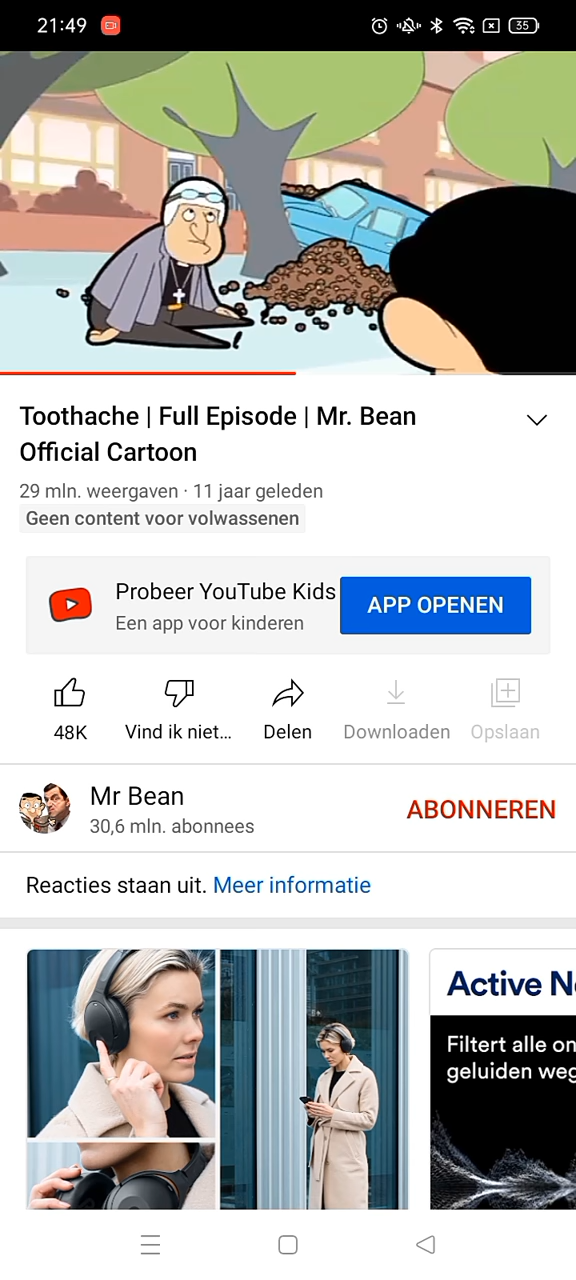 21:49
35
Toothache | Full Episode | Mr. Bean
Official Cartoon
29 mln. weergaven · 11 jaar geleden
Geen content voor volwassenen
Probeer YouTube Kids
Een app voor kinderen
APP OPENEN
48K
Vind ik niet...
Delen
Downloaden
Opslaan
Mr Bean
30,6 mln. abonnees
ABONNEREN
Reacties staan uit. Meer informatie
Active N
Filtert alle on
geluiden weg